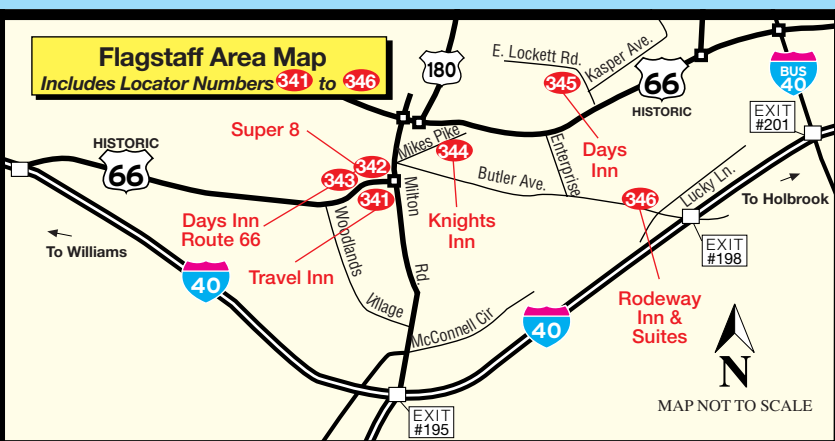 Flagstaff Area Map
Includes Locator Numbers 341 to 346
180
E. Lockett Rd.
Kasper Ave.
66
HISTORIC
BUS
40
EXIT
#201
345
Days
Inn
HISTORIC
66
Super 8
342
343
341
Mikes Pike
344
Knights
Inn
Butler Ave.
Enterprise
346
Lucky Ln.
To Holbrook
Days Inn
Route 66
Travel Inn
Milton
Rd.
Woodlands
Village
To Williams
40
EXIT
#198
Rodeway
Inn &
Suites
McConnell Cir
40
EXIT
#195
N
MAP NOT TO SCALE